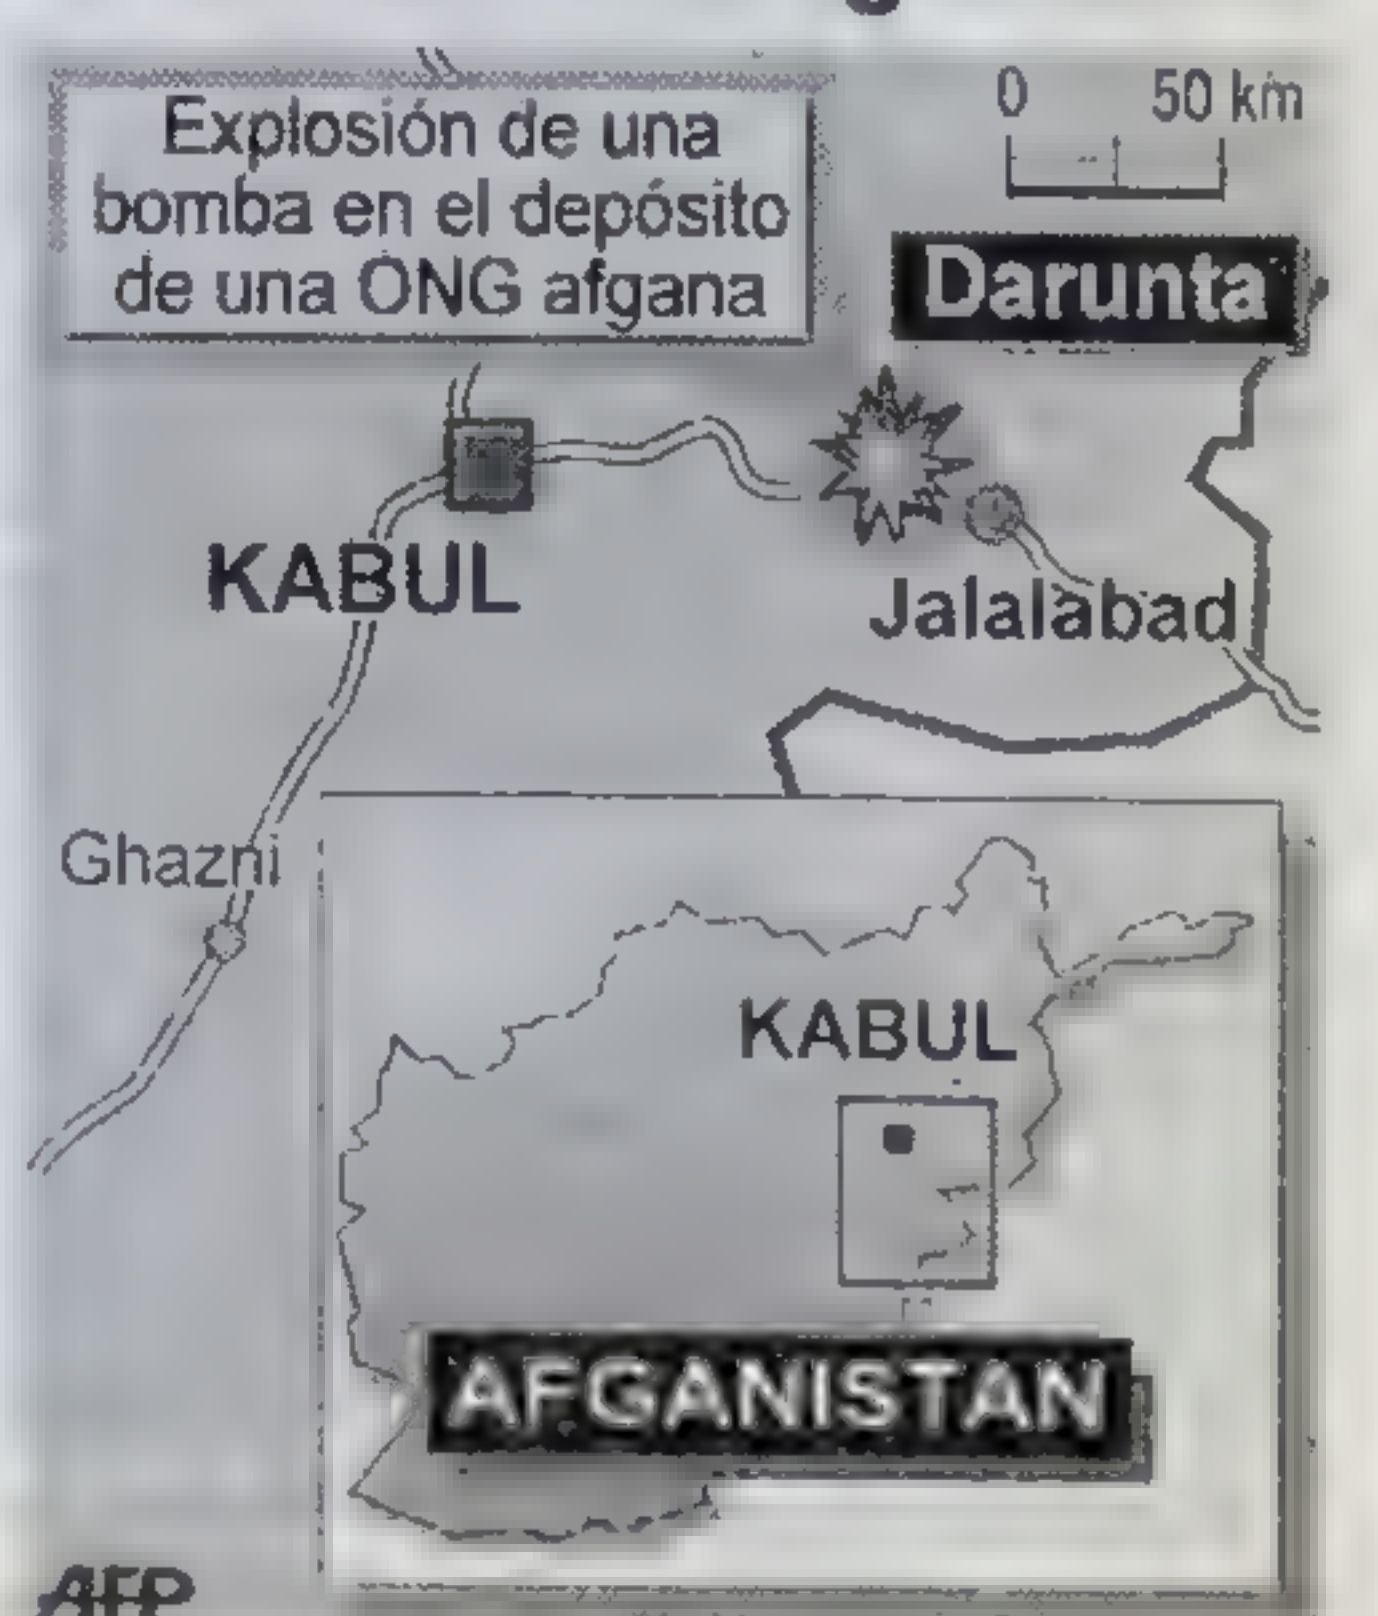 Explosión de una
bomba en el depósito
de una ONG afgana
0 50 km
Darunta
KABUL
Jalalabad
Ghazni
KABUL
AFGANISTAN
AFP